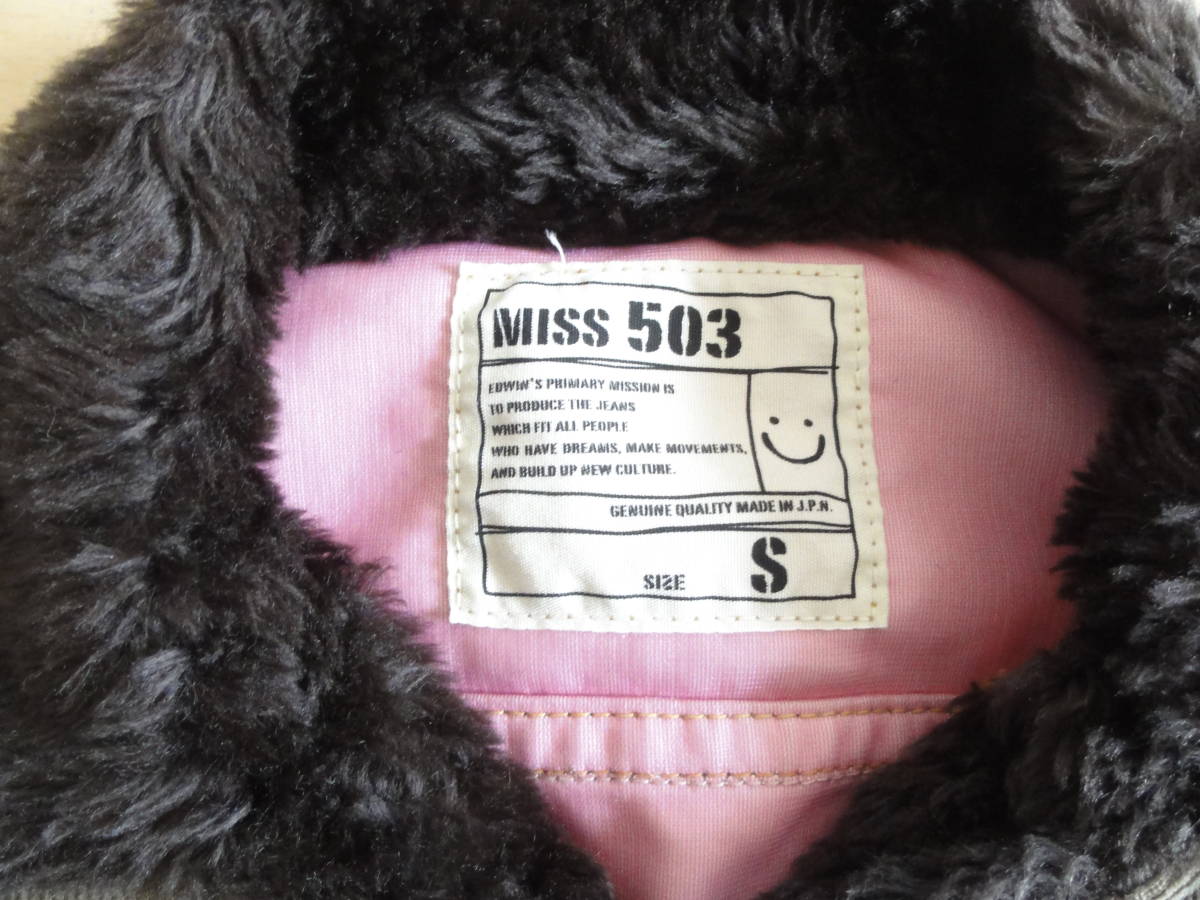 MISS 503
EDWIN'S PRIMARY MISSION IS
TO PRODUCE THE JEANS
WHICH FIT ALL PEOPLE
WHO HAVE DREAMS, MAKE MOVEMENTS,
AND BUILD UP NEW CULTURE.
GENUINE QUALITY MADE IN J.P.N.
SIZE S